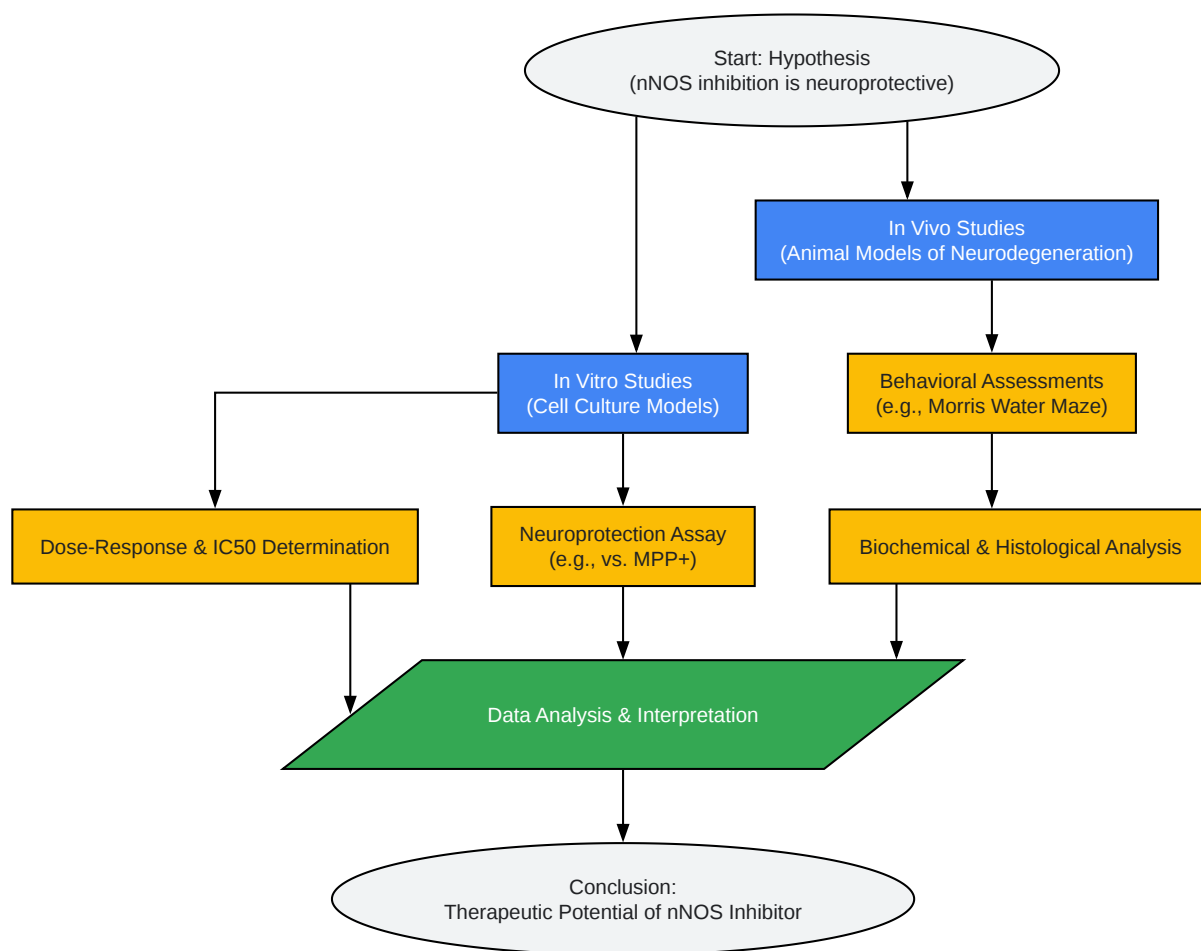 Start: Hypothesis
(nNOS inhibition is neuroprotective)
In Vivo Studies
(Animal Models of Neurodegeneration)
In Vitro Studies
(Cell Culture Models)
Behavioral Assessments
(e.g., Morris Water Maze)
Dose-Response & IC50 Determination
Neuroprotection Assay
(e.g., vs. MPP+)
Biochemical & Histological Analysis
Data Analysis & Interpretation
Conclusion:
Therapeutic Potential of nNOS Inhibitor